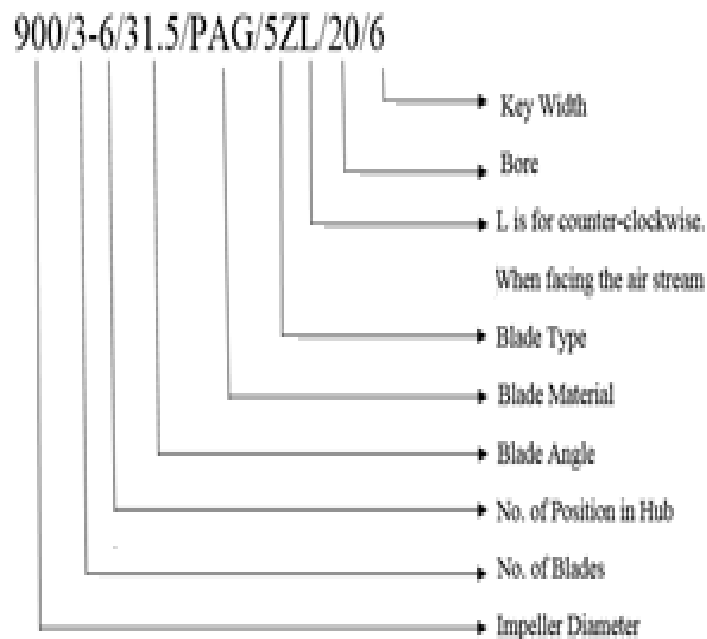 900/3-6/31.5/PAG/5ZL/20/6
Key Width
Bore
L is for counter-clockwise.
When facing the air stream
Blade Type
Blade Material
Blade Angle
No. of Position in Hub
No. of Blades
Impeller Diameter